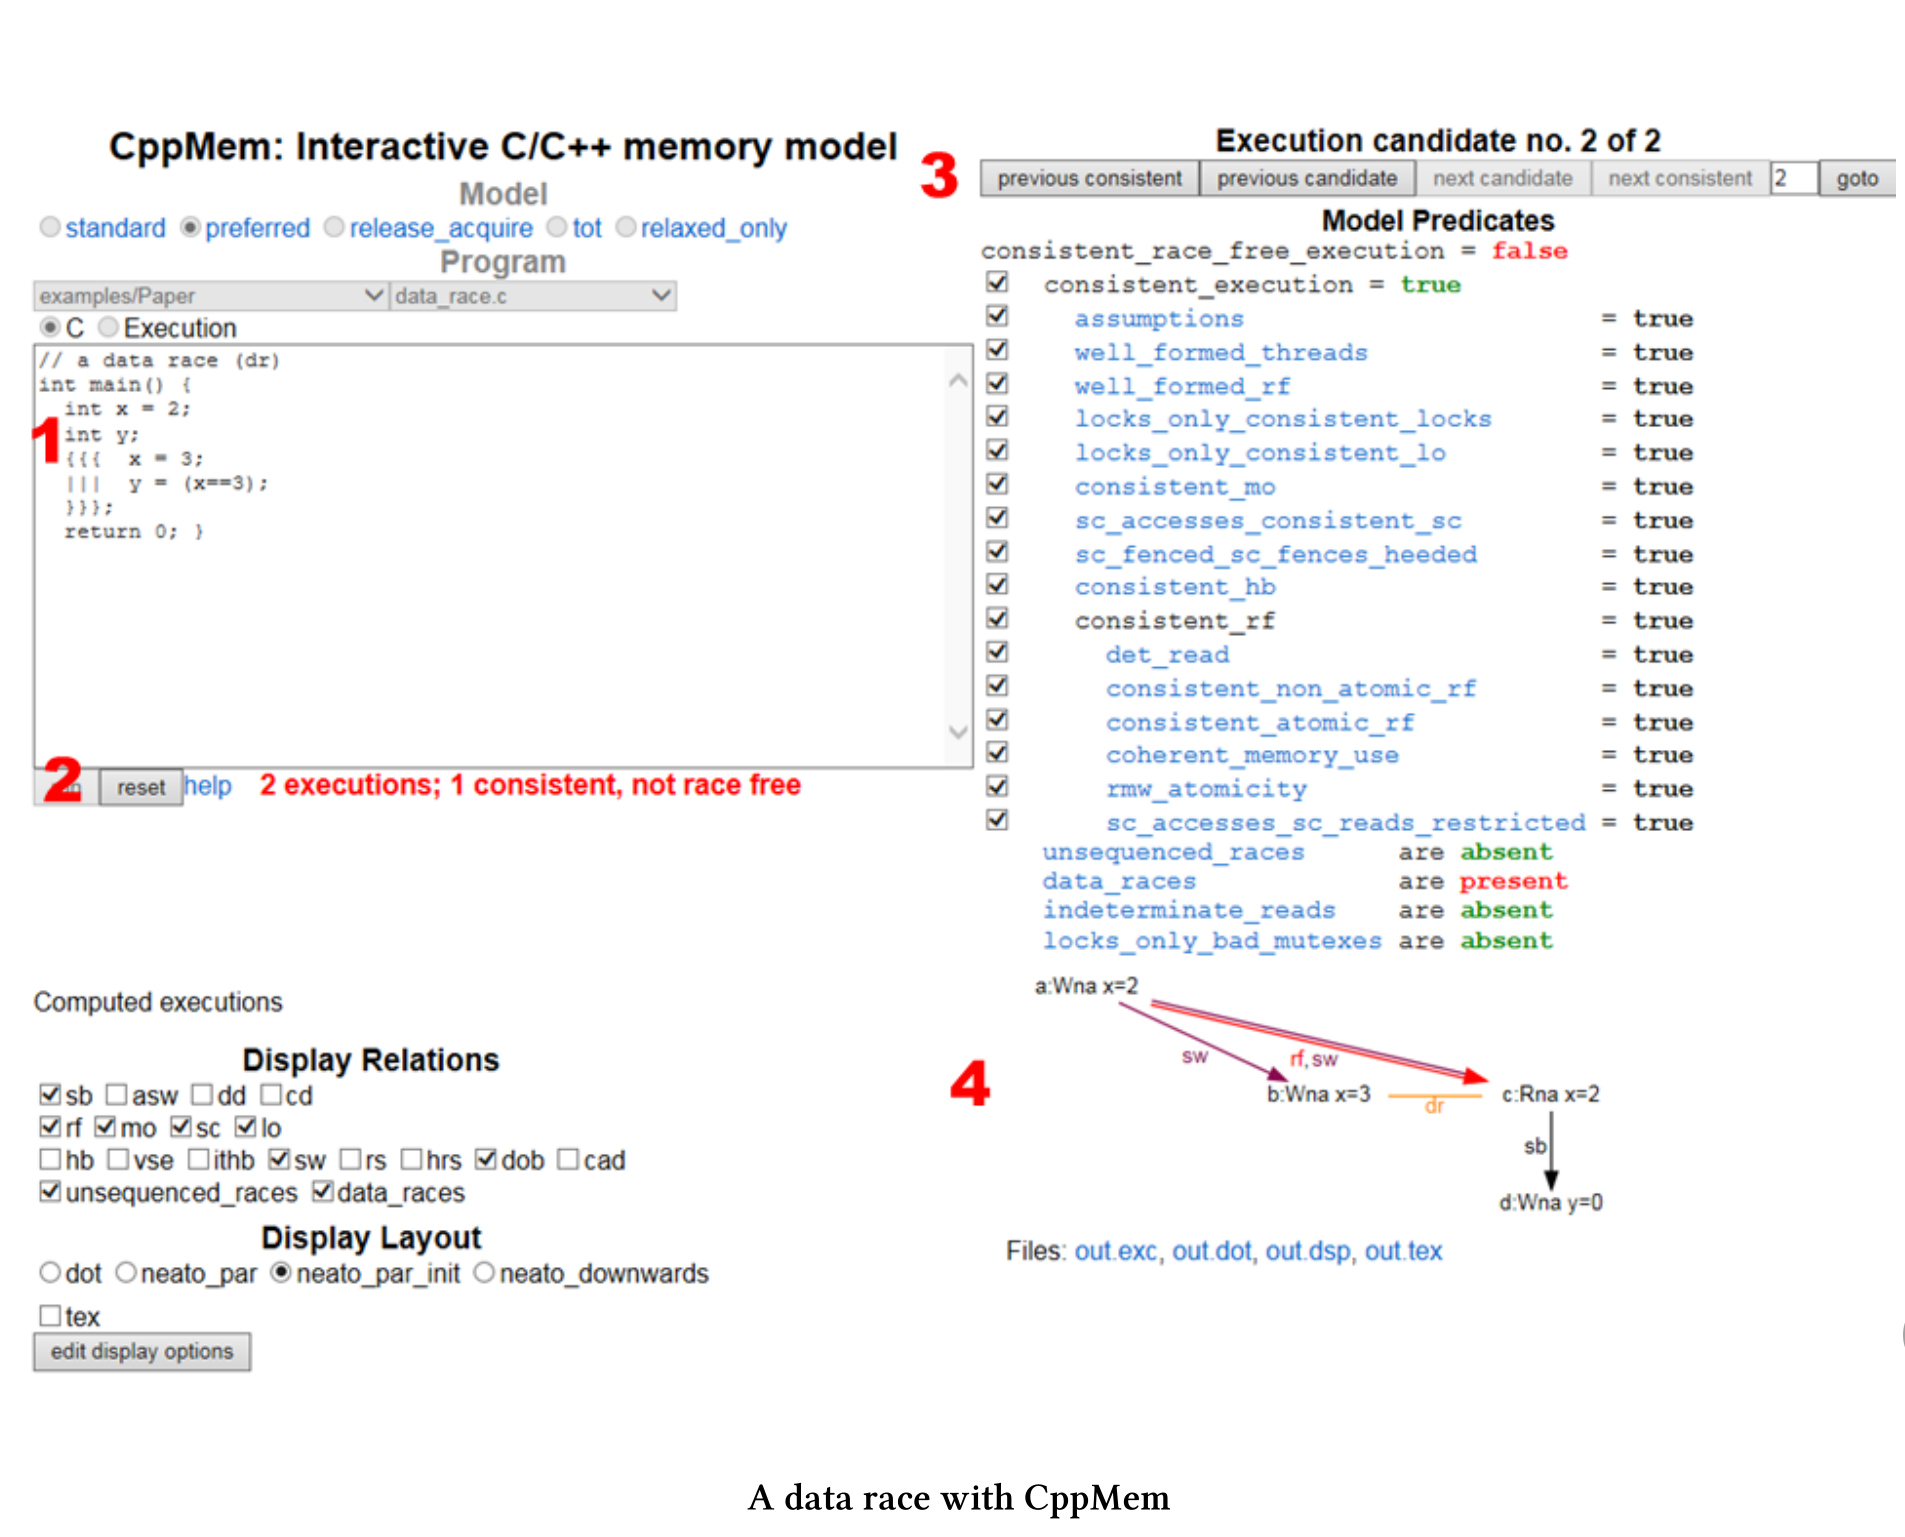 CppMem: Interactive C/C++ memory model
Model
standard preferred release_acquire tot relaxed_only
Program
examples/Paper data_race.c
C Execution
// a data race (dr)
int main() {
int x = 2;
1
int y;
{{{ x = 3;
||| y = (x==3);
}}};
return 0; }
2
reset help 2 executions; 1 consistent, not race free
Computed executions
Display Relations
sb asw dd cd
rf mo sc lo
hb vse ithb sw rs hrs dob cad
unsequenced_races data_races
Display Layout
dot neato_par neato_par_init neato_downwards
tex
edit display options
3
Execution candidate no. 2 of 2
previous consistent previous candidate next candidate next consistent 2 goto
Model Predicates
consistent_race_free_execution = false
consistent_execution = true
assumptions = true
well_formed_threads = true
well_formed_rf = true
locks_only_consistent_locks = true
locks_only_consistent_lo = true
consistent_mo = true
sc_accesses_consistent_sc = true
sc_fenced_sc_fences_heeded = true
consistent_hb = true
consistent_rf = true
det_read = true
consistent_non_atomic_rf = true
consistent_atomic_rf = true
coherent_memory_use = true
rmw_atomicity = true
sc_accesses_sc_reads_restricted = true
unsequenced_races are absent
data_races are present
indeterminate_reads are absent
locks_only_bad_mutexes are absent
4
a:Wna x=2
sw rf,sw
b:Wna x=3 dr c:Rna x=2
sb
d:Wna y=0
Files: out.exc, out.dot, out.dsp, out.tex
A data race with CppMem